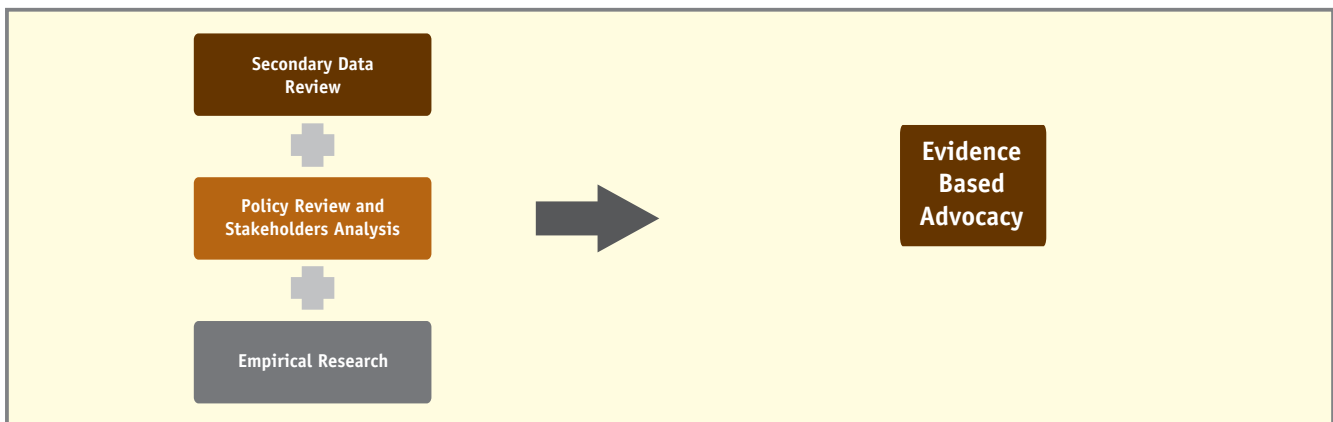 Secondary Data
Review
Policy Review and
Stakeholders Analysis
Empirical Research
Evidence
Based
Advocacy